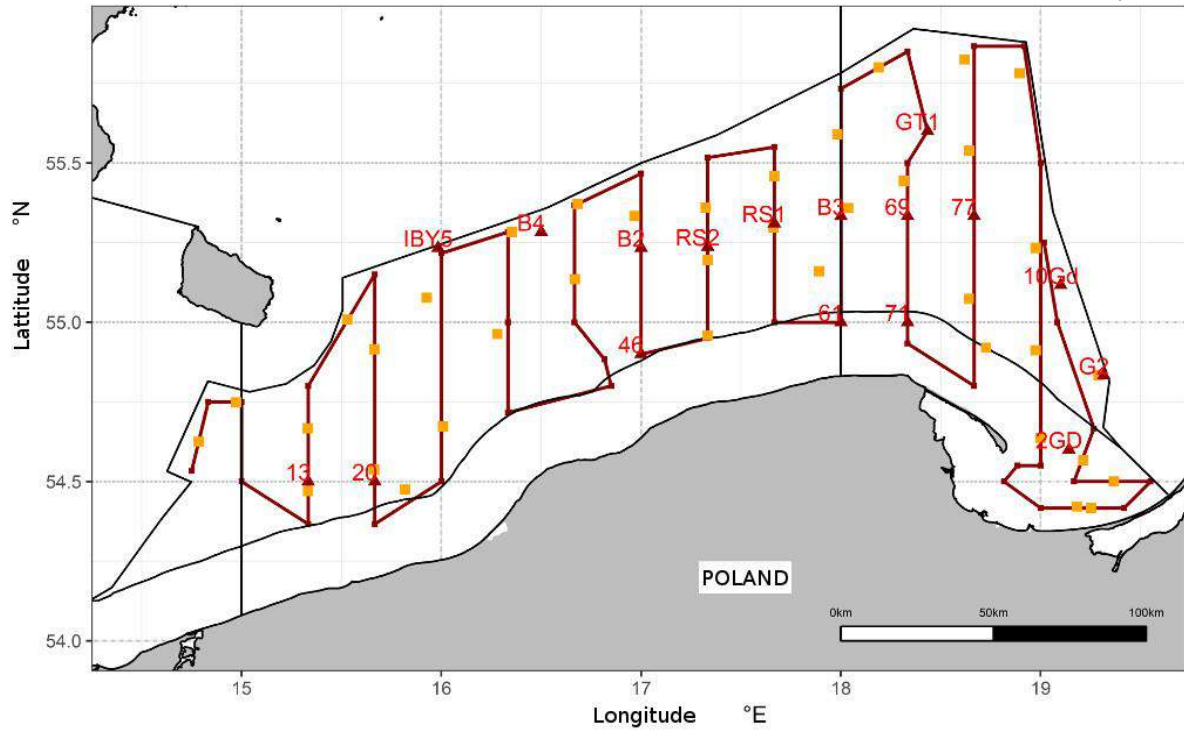 GT1
55.5
B3
69
77
RS1
B4
IBY5
B2
RS2
10Gd
°N
Lattitude
55.0
61
71
46
G2
2GD
13
20
54.5
POLAND
0km
50km
100km
54.0
15
16
17
18
19
Longitude °E